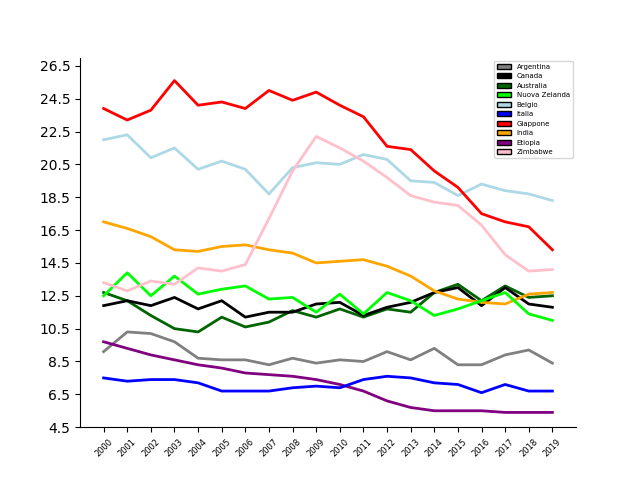 26.5
24.5
22.5
20.5
18.5
16.5
14.5
12.5
10.5
8.5
6.5
4.5
Argentina
Canada
Australia
Nuova Zelanda
Belgio
Italia
Giappone
India
Etiopia
Zimbabwe
2000 2001 2002 2003 2004 2005 2006 2007 2008 2009 2010 2011 2012 2013 2014 2015 2016 2017 2018 2019